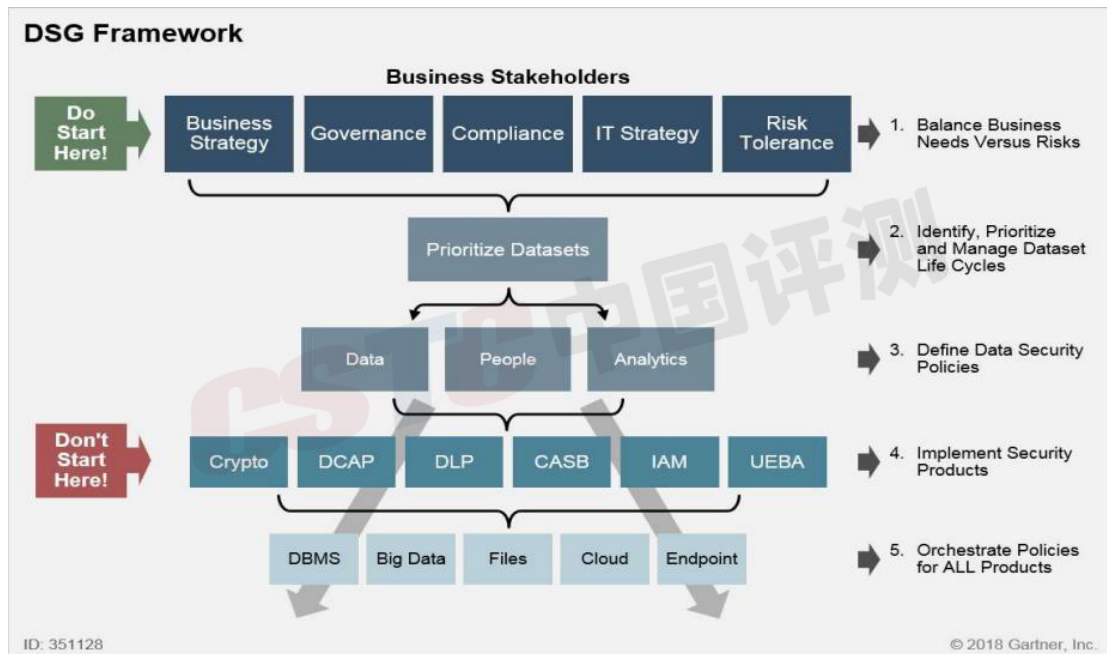 DSG Framework
Business Stakeholders
Do
Start
Here!
Business
Strategy
Governance
Compliance
IT Strategy
Risk
Tolerance
1. Balance Business
Needs Versus Risks
Prioritize Datasets
2. Identify, Prioritize
and Manage Dataset
Life Cycles
CSTC中国评测
Data
People
Analytics
3. Define Data Security
Policies
Don't
Start
Here!
Crypto
DCAP
DLP
CASB
IAM
UEBA
4. Implement Security
Products
DBMS
Big Data
Files
Cloud
Endpoint
5. Orchestrate Policies
for ALL Products
ID: 351128
© 2018 Gartner, Inc.